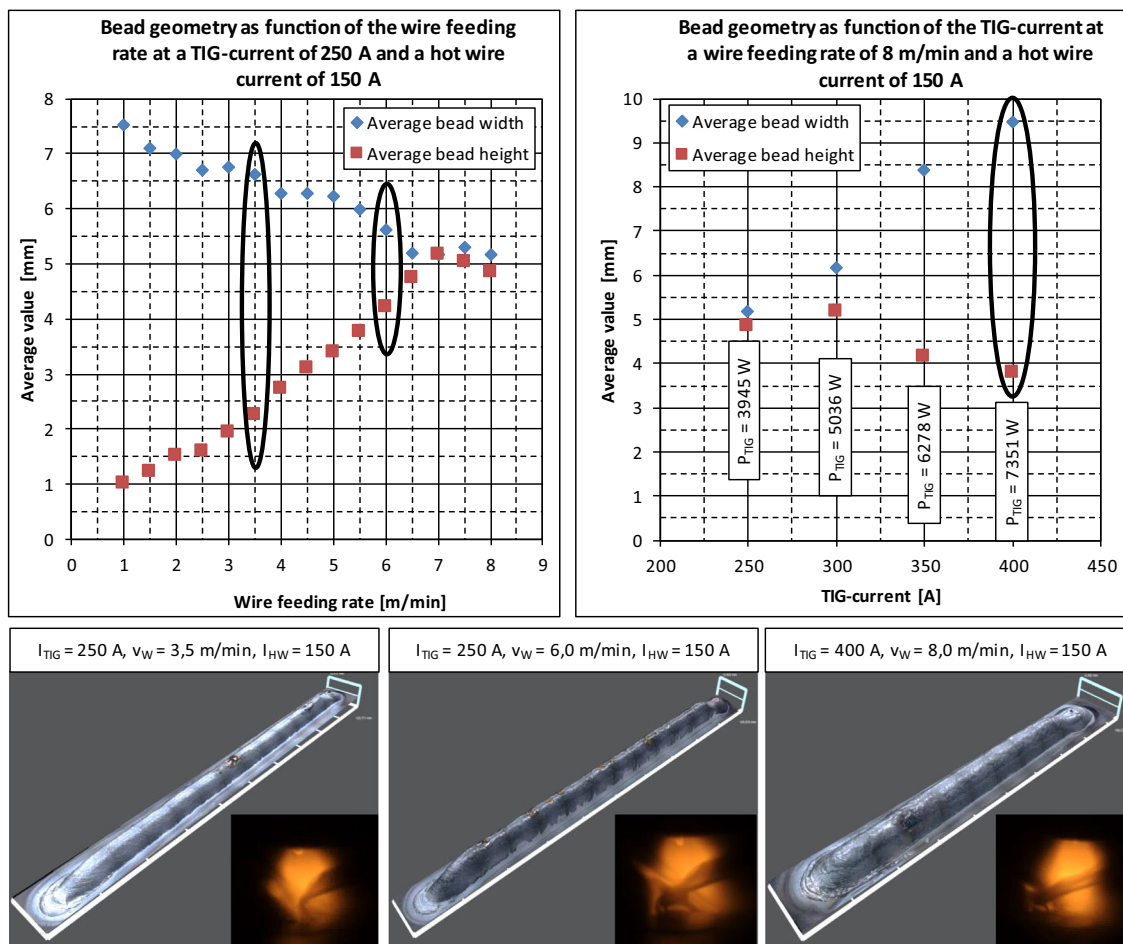 Bead geometry as function of the wire feeding
rate at a TIG-current of 250 A and a hot wire
current of 150 A
8
7
6
5
4
3
2
1
0
Average value [mm]
Average bead width
Average bead height
0 1 2 3 4 5 6 7 8 9
Wire feeding rate [m/min]
Bead geometry as function of the TIG-current at
a wire feeding rate of 8 m/min and a hot wire
current of 150 A
10
9
8
7
6
5
4
3
2
1
0
Average value [mm]
Average bead width
Average bead height
P_TIG = 3945 W
P_TIG = 5036 W
P_TIG = 6278 W
P_TIG = 7351 W
200 250 300 350 400 450
TIG-current [A]
I_TIG = 250 A, v_W = 3,5 m/min, I_HW = 150 A
I_TIG = 250 A, v_W = 6,0 m/min, I_HW = 150 A
I_TIG = 400 A, v_W = 8,0 m/min, I_HW = 150 A